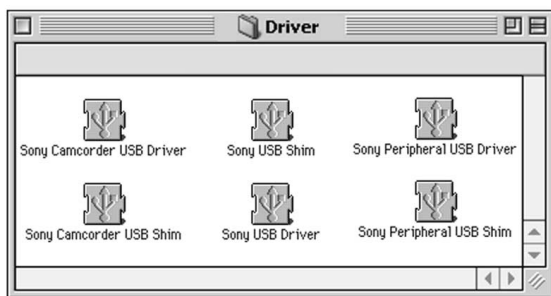 Driver
Sony Camcorder USB Driver
Sony USB Shim
Sony Peripheral USB Driver
Sony Camcorder USB Shim
Sony USB Driver
Sony Peripheral USB Shim